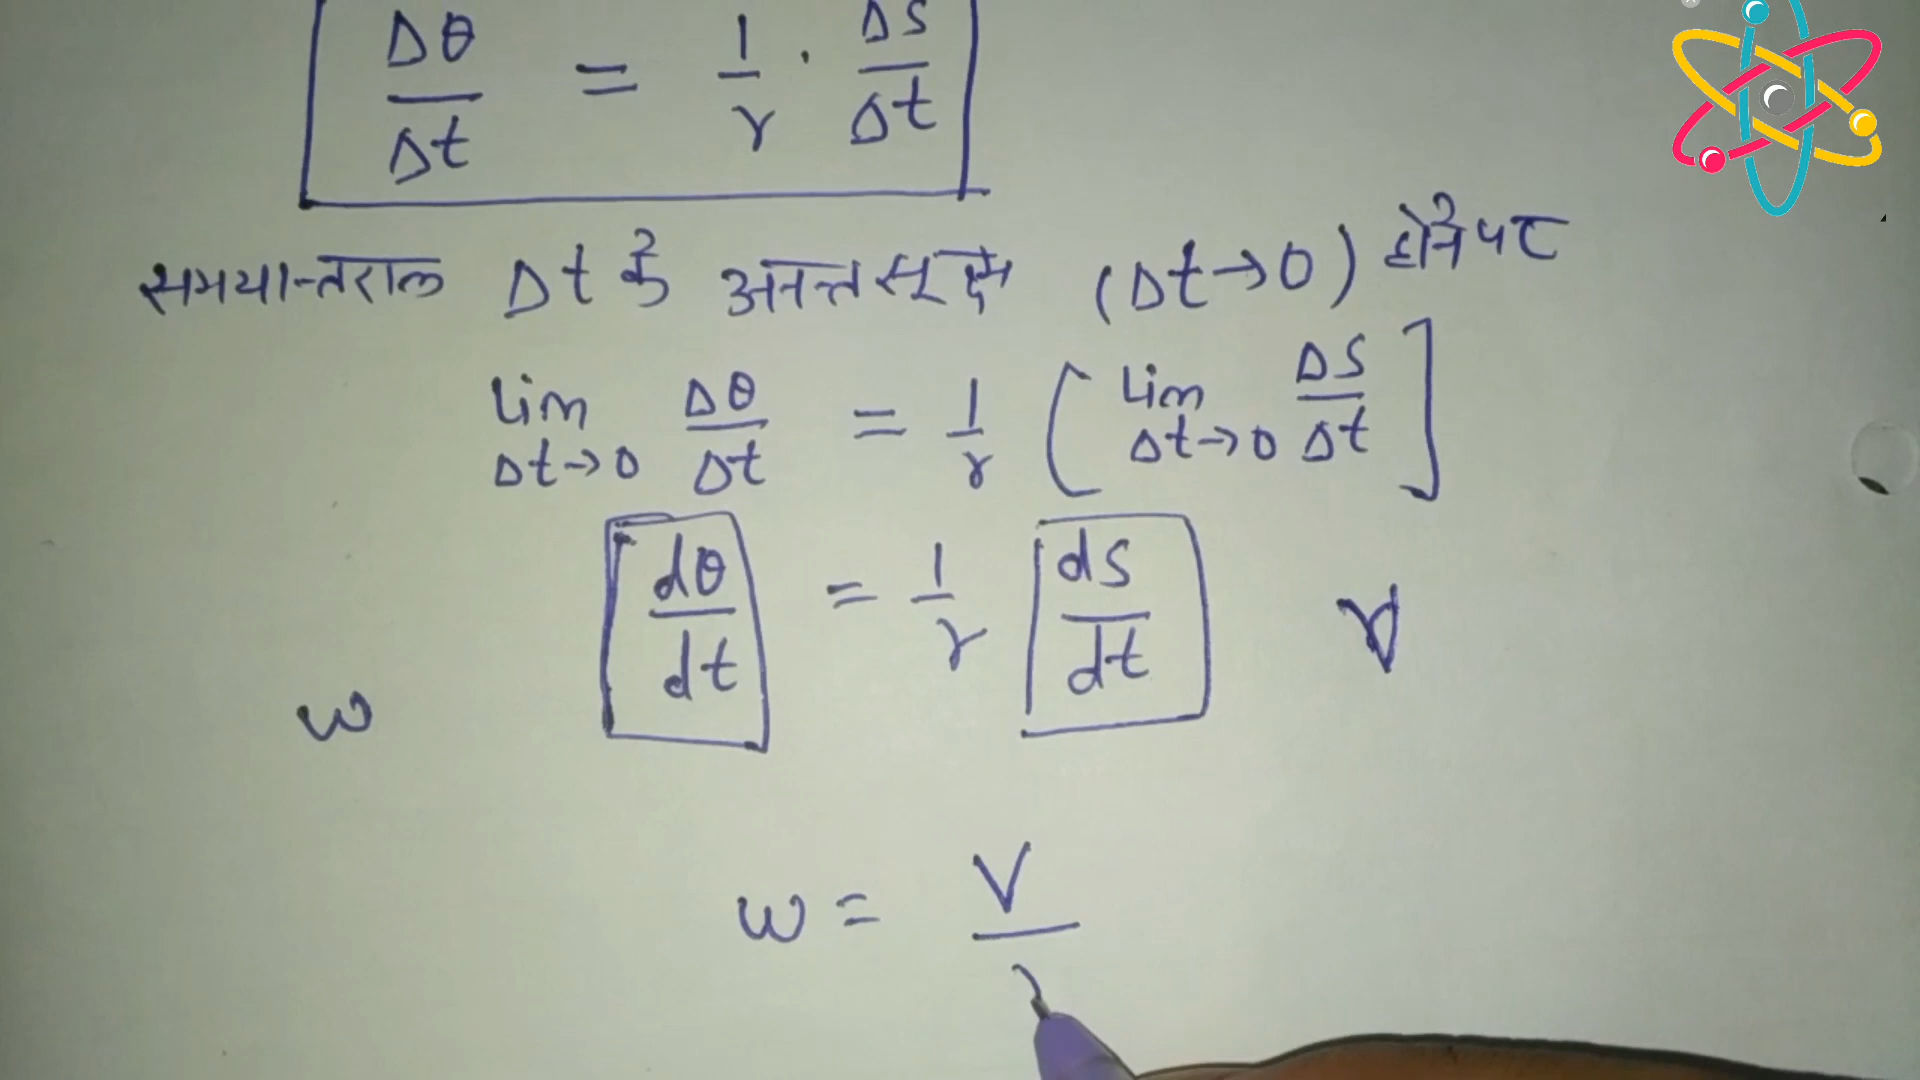 Δθ/Δt = 1/r · Δs/Δt
समयान्तराल Δt के अनन्त सूक्ष्म (Δt→0) होने पर
lim Δt→0 Δθ/Δt = 1/r [lim Δt→0 Δs/Δt]
dθ/dt = 1/r ds/dt V
ω
ω = V/